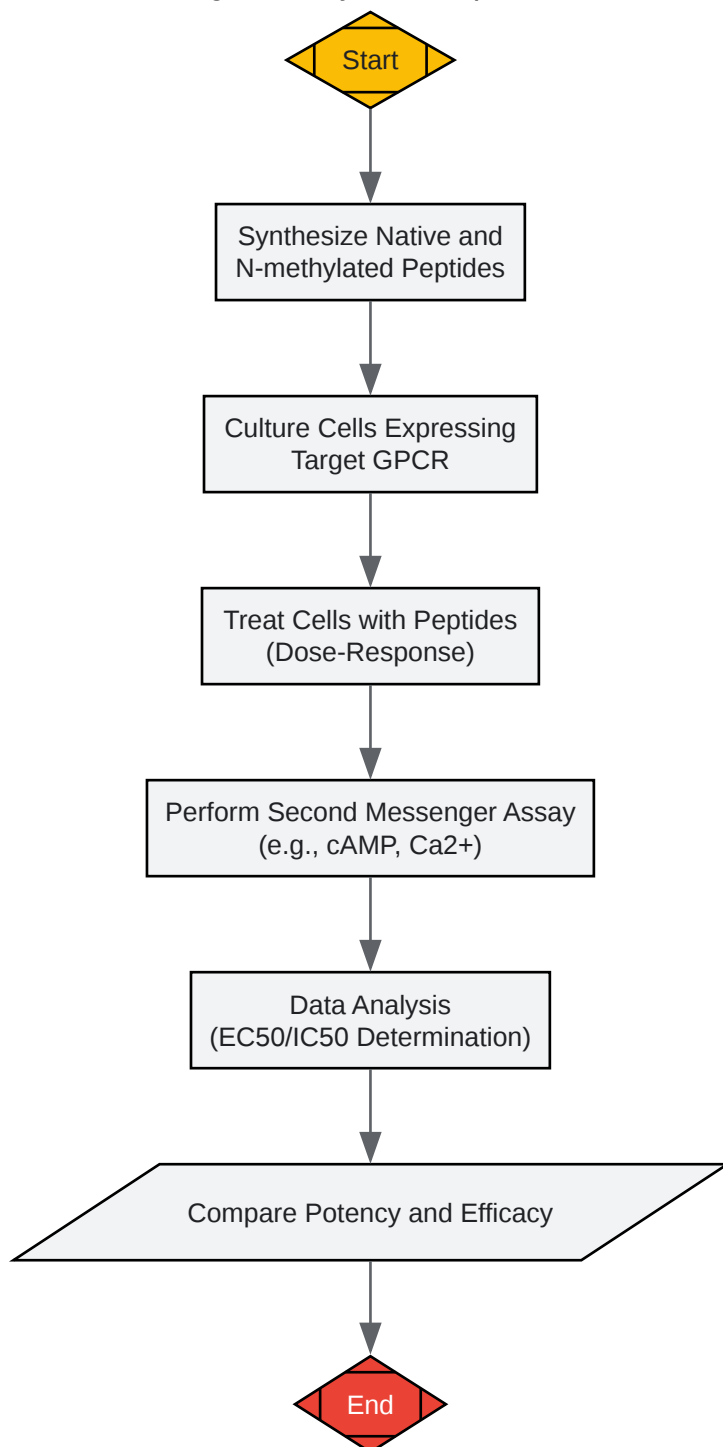 Start
Synthesize Native and
N-methylated Peptides
Culture Cells Expressing
Target GPCR
Treat Cells with Peptides
(Dose-Response)
Perform Second Messenger Assay
(e.g., cAMP, Ca2+)
Data Analysis
(EC50/IC50 Determination)
Compare Potency and Efficacy
End